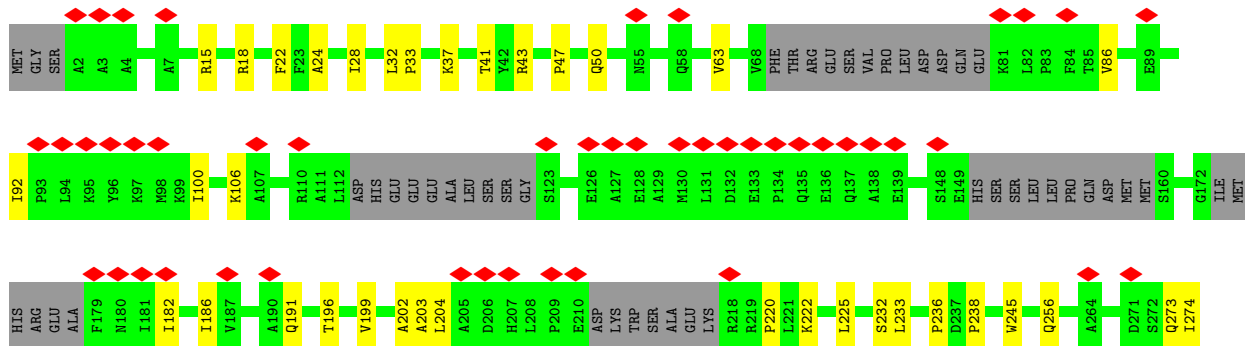 MET GLY SER A2 A3 A4 A7 R15 R18 F22 F23 A24 I28 L32 P33 K37 T41 Y42 R43 P47 Q50 N55 Q58 V63 V68 PHE THR ARG GLU SER VAL PRO LEU ASP ASP GLN GLU K81 L82 P83 F84 T85 V86 E89
I92 P93 L94 K95 Y96 K97 M98 K99 I100 K106 A107 R110 A111 L112 ASP HIS GLU GLU GLU ALA LEU SER SER GLY S123 E126 A127 E128 A129 M130 L131 D132 E133 P134 Q135 E136 Q137 A138 E139 S148 E149 HIS SER SER LEU LEU PRO GLN ASP MET MET S160 G172 ILE MET
HIS ARG GLU ALA F179 N180 I181 I182 I186 V187 A190 Q191 T196 V199 A202 A203 L204 A205 D206 H207 L208 P209 E210 ASP LYS TRP SER ALA GLU LYS R218 R219 P220 L221 K222 L225 S232 L233 P236 D237 P238 W245 Q256 A264 D271 S272 Q273 I274